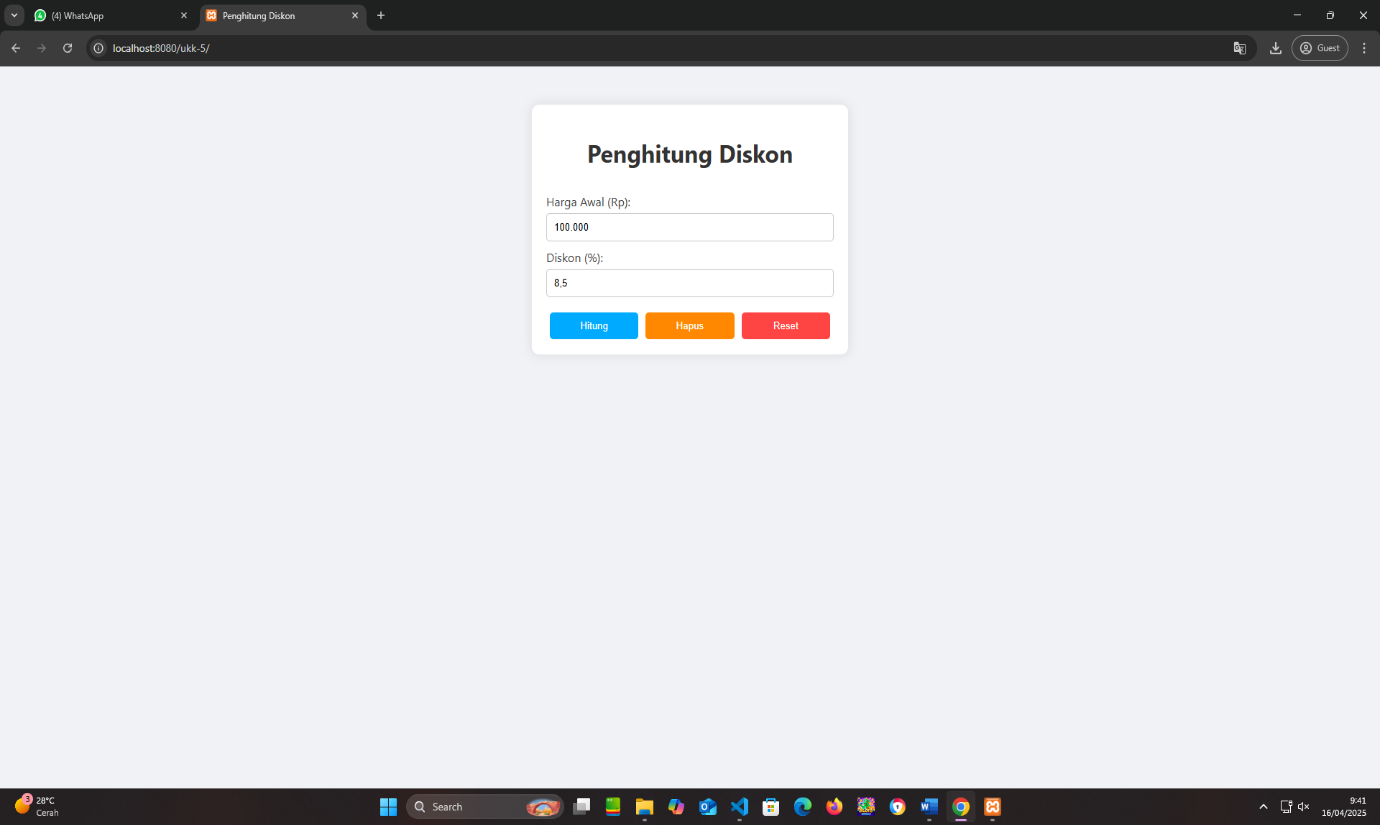 (4) WhatsApp
Penghitung Diskon
localhost:8080/ukk-5/
Guest
Penghitung Diskon
Harga Awal (Rp):
100.000
Diskon (%):
8,5
Hitung Hapus Reset
3
28°C
Cerah
Search
9:41
16/04/2025